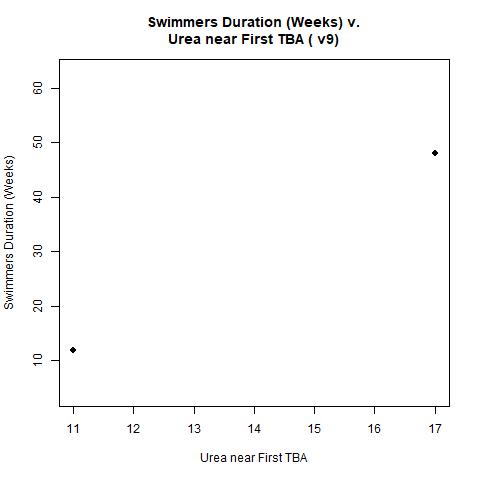 Swimmers Duration (Weeks) v.
Urea near First TBA ( v9)
Swimmers Duration (Weeks)
60
50
40
30
20
10
11 12 13 14 15 16 17
Urea near First TBA